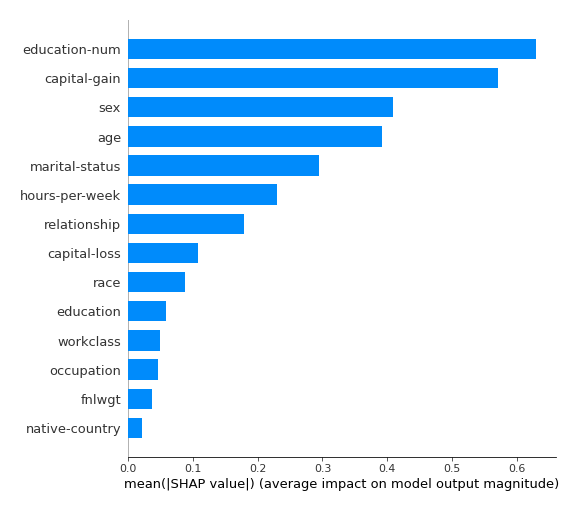 education-num
capital-gain
sex
age
marital-status
hours-per-week
relationship
capital-loss
race
education
workclass
occupation
fnlwgt
native-country
0.0 0.1 0.2 0.3 0.4 0.5 0.6
mean(|SHAP value|) (average impact on model output magnitude)